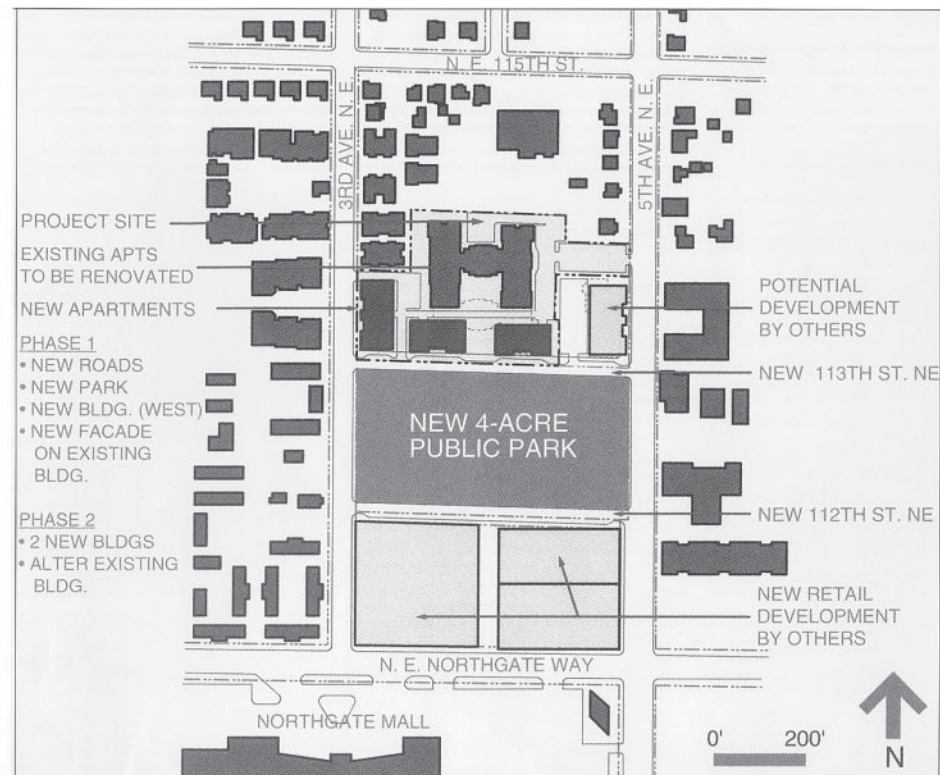 N. E. 115TH ST.
3RD AVE. N. E.
5TH AVE. N. E.
PROJECT SITE
EXISTING APTS
TO BE RENOVATED
NEW APARTMENTS
PHASE 1
• NEW ROADS
• NEW PARK
• NEW BLDG. (WEST)
• NEW FACADE
ON EXISTING
BLDG.
PHASE 2
• 2 NEW BLDGS
• ALTER EXISTING
BLDG.
POTENTIAL
DEVELOPMENT
BY OTHERS
NEW 113TH ST. NE
NEW 4-ACRE
PUBLIC PARK
NEW 112TH ST. NE
NEW RETAIL
DEVELOPMENT
BY OTHERS
N. E. NORTHGATE WAY
NORTHGATE MALL
0' 200'
N